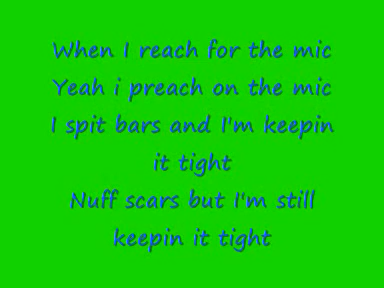 When I reach for the mic
Yeah i preach on the mic
I spit bars and I'm keepin
it tight
Nuff scars but I'm still
keepin it tight